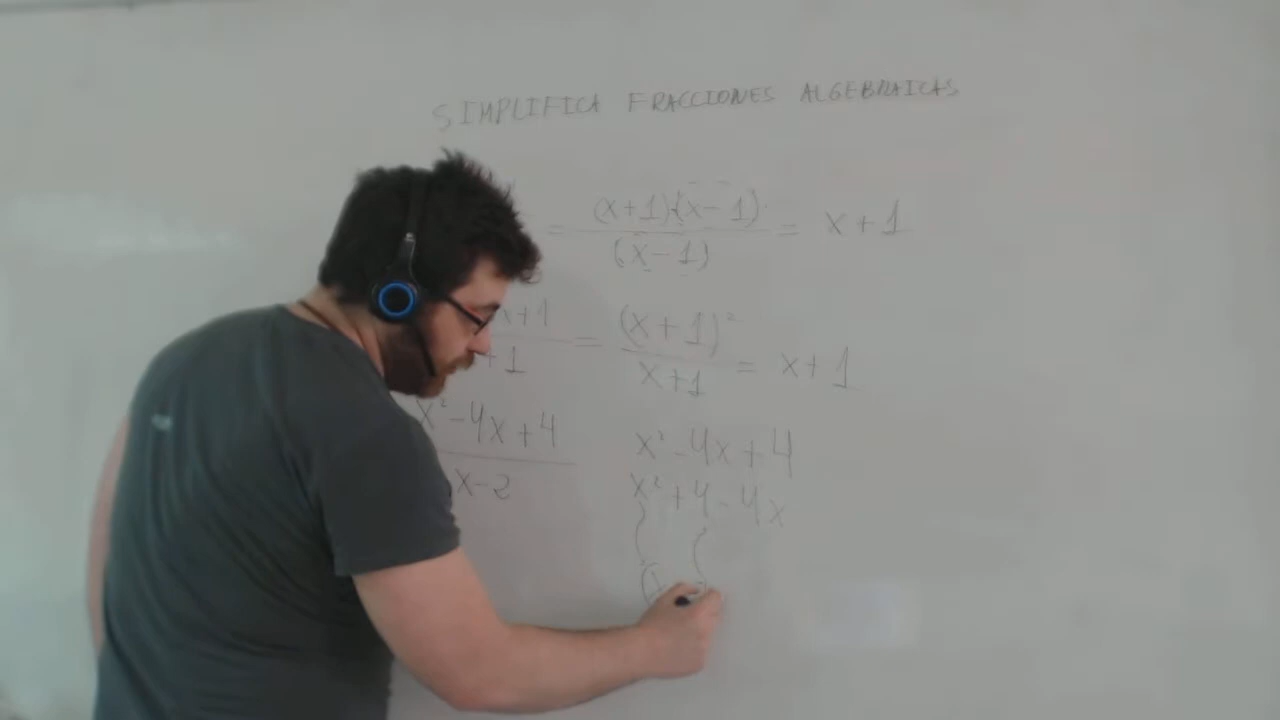 SIMPLIFICA FRACCIONES ALGEBRAICAS
= (x+1)(x-1) / (x-1) = x+1
x+1 / +1 = (x+1)² / x+1 = x+1
x²-4x+4 / x-2
x²-4x+4
x²+4-4x
(